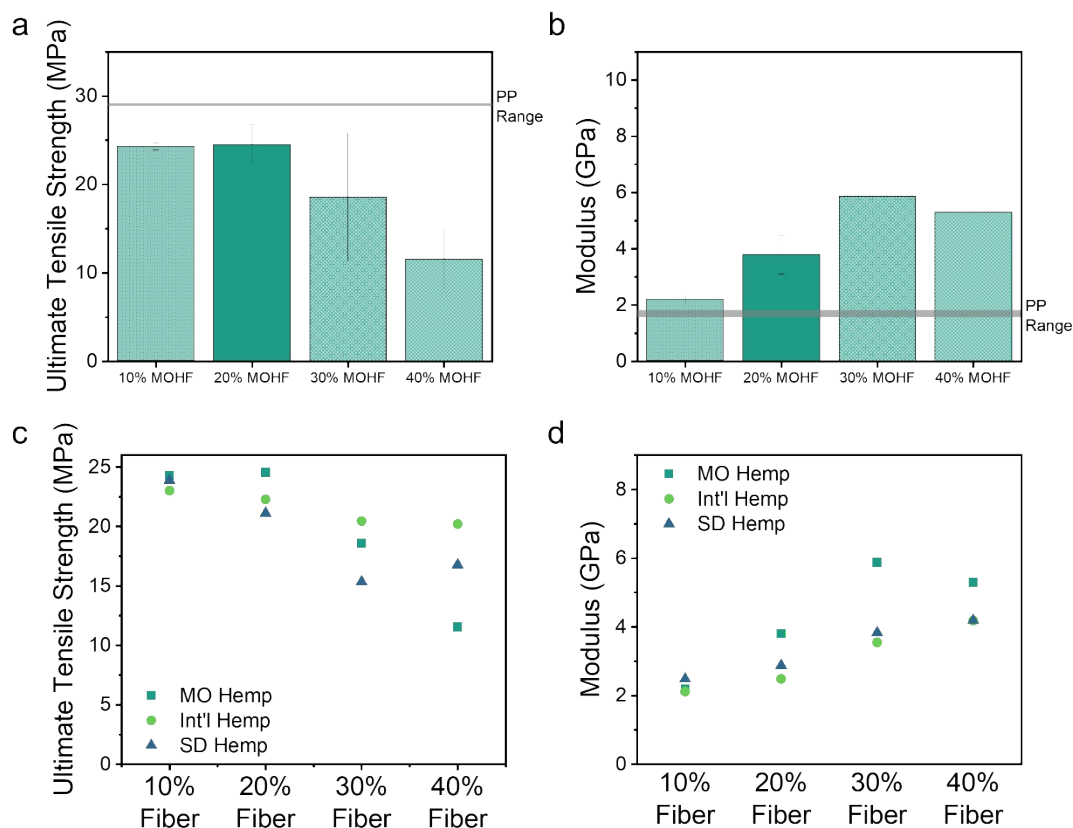 a
Ultimate Tensile Strength (MPa)
30
20
10
0
PP
Range
10% MOHF
20% MOHF
30% MOHF
40% MOHF
b
Modulus (GPa)
10
8
6
4
2
0
PP
Range
10% MOHF
20% MOHF
30% MOHF
40% MOHF
c
Ultimate Tensile Strength (MPa)
25
20
15
10
5
0
MO Hemp
Int'l Hemp
SD Hemp
10%
Fiber
20%
Fiber
30%
Fiber
40%
Fiber
d
Modulus (GPa)
8
6
4
2
0
MO Hemp
Int'l Hemp
SD Hemp
10%
Fiber
20%
Fiber
30%
Fiber
40%
Fiber